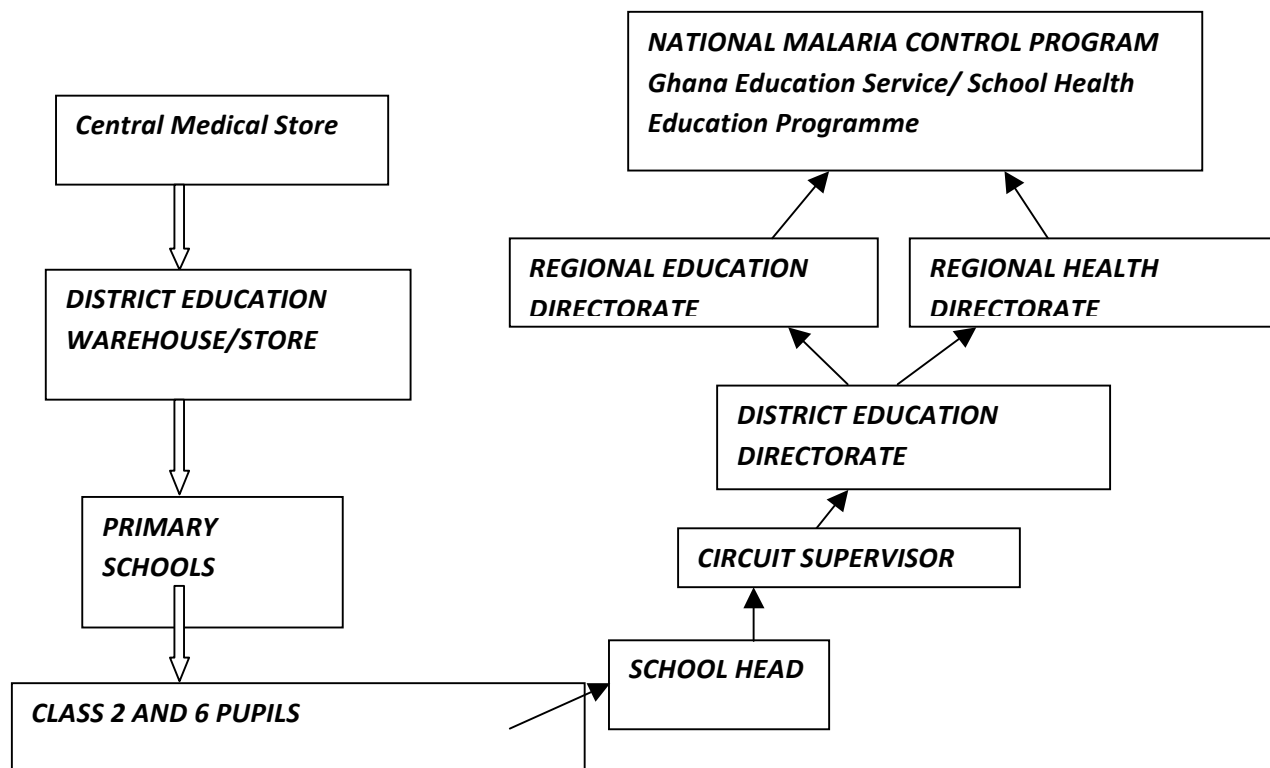 NATIONAL MALARIA CONTROL PROGRAM
Ghana Education Service/ School Health
Education Programme
Central Medical Store
REGIONAL EDUCATION
DIRECTORATE
REGIONAL HEALTH
DIRECTORATE
DISTRICT EDUCATION
WAREHOUSE/STORE
DISTRICT EDUCATION
DIRECTORATE
PRIMARY
SCHOOLS
CIRCUIT SUPERVISOR
SCHOOL HEAD
CLASS 2 AND 6 PUPILS